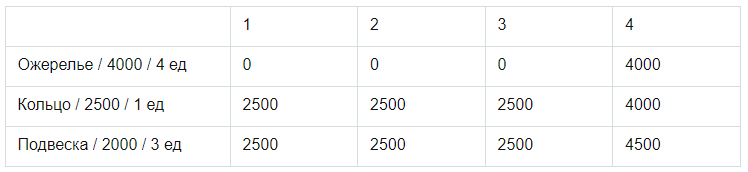 1 2 3 4
Ожерелье / 4000 / 4 ед 0 0 0 4000
Кольцо / 2500 / 1 ед 2500 2500 2500 4000
Подвеска / 2000 / 3 ед 2500 2500 2500 4500